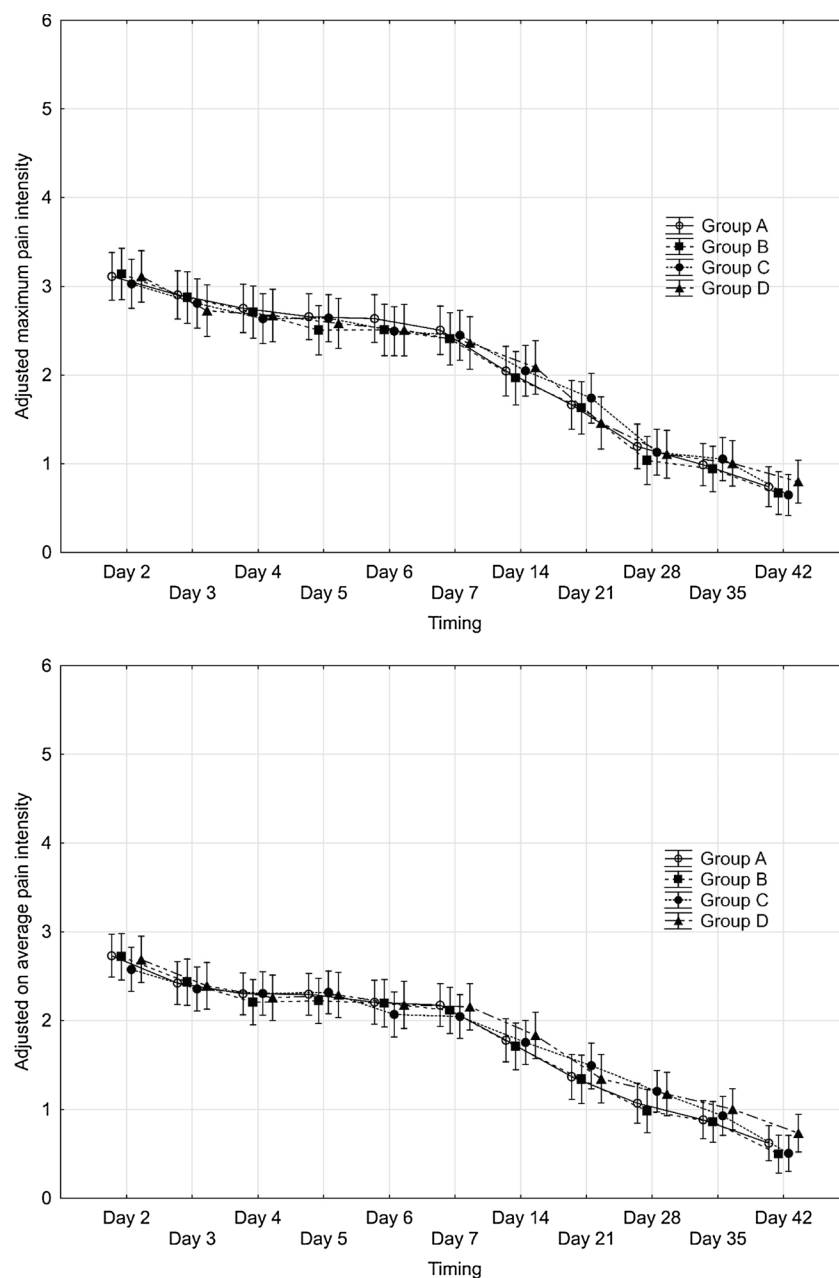 6
5
4
3
2
1
0
Adjusted maximum pain intensity
Group A
Group B
Group C
Group D
Day 2 Day 4 Day 6 Day 14 Day 28 Day 42
Day 3 Day 5 Day 7 Day 21 Day 35
Timing
6
5
4
3
2
1
0
Adjusted on average pain intensity
Group A
Group B
Group C
Group D
Day 2 Day 4 Day 6 Day 14 Day 28 Day 42
Day 3 Day 5 Day 7 Day 21 Day 35
Timing